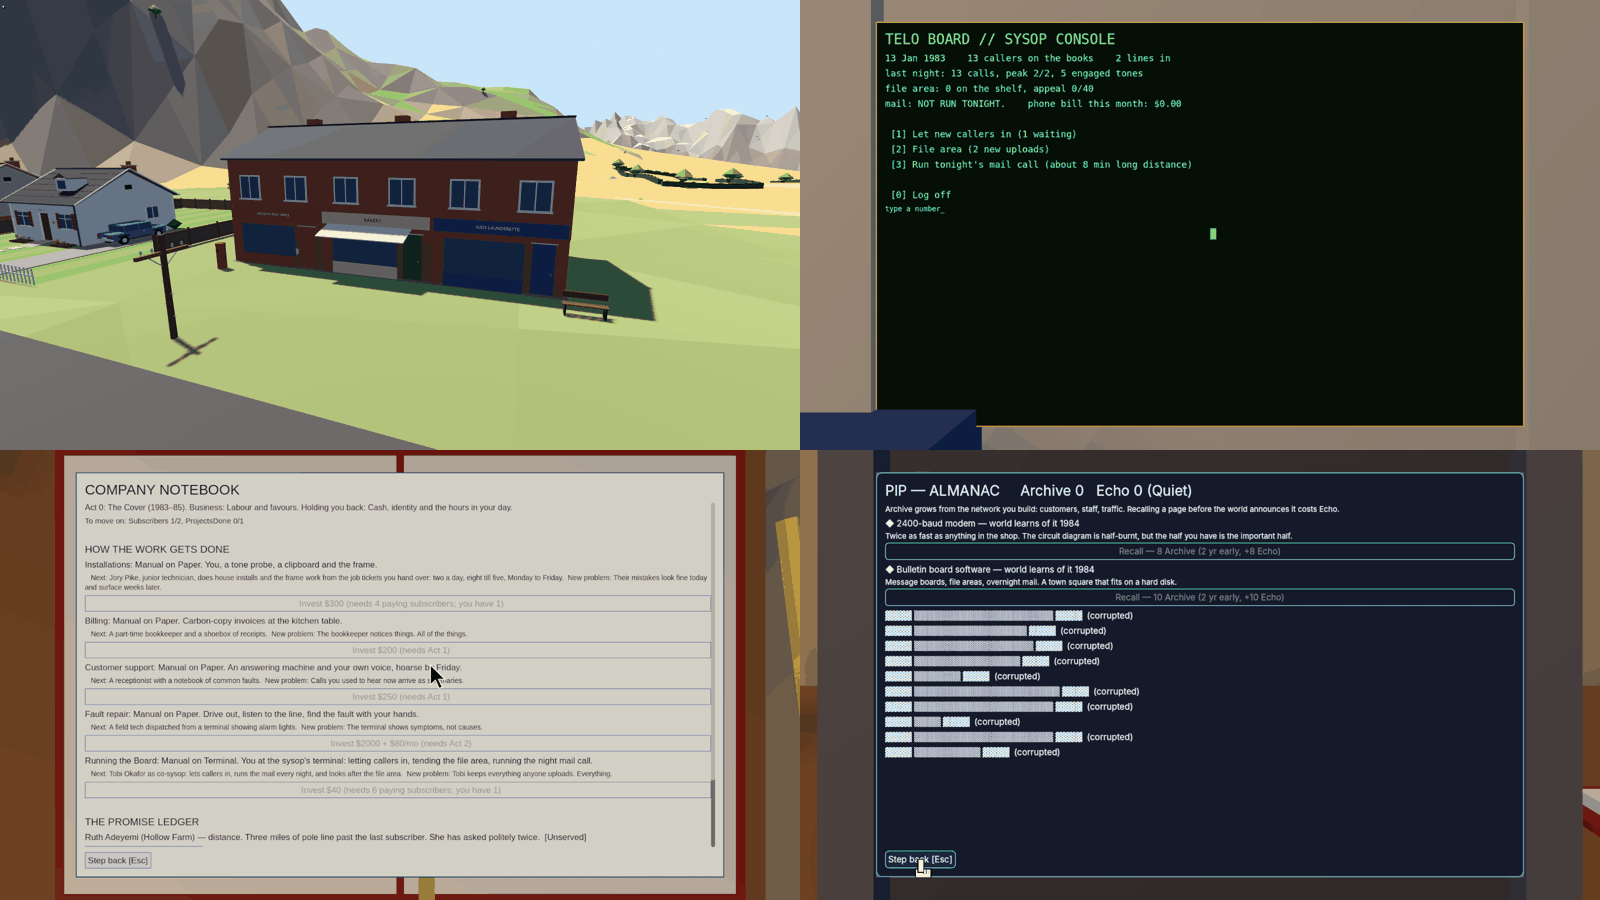 BAKERY
SUDS LAUNDERETTE
TELO BOARD // SYSOP CONSOLE
13 Jan 1983 13 callers on the books 2 lines in
last night: 13 calls, peak 2/2, 5 engaged tones
file area: 0 on the shelf, appeal 0/40
mail: NOT RUN TONIGHT. phone bill this month: $0.00
[1] Let new callers in (1 waiting)
[2] File area (2 new uploads)
[3] Run tonight's mail call (about 8 min long distance)
[0] Log off
type a number_
COMPANY NOTEBOOK
Act 0: The Cover (1983–85). Business: Labour and favours. Holding you back: Cash, identity and the hours in your day.
To move on: Subscribers 1/2, ProjectsDone 0/1
HOW THE WORK GETS DONE
Installations: Manual on Paper. You, a tone probe, a clipboard and the frame.
Next: Jory Pike, junior technician, does house installs and the frame work from the job tickets you hand over: two a day, eight till five, Monday to Friday. New problem: Their mistakes look fine today
and surface weeks later.
Invest $300 (needs 4 paying subscribers; you have 1)
Billing: Manual on Paper. Carbon-copy invoices at the kitchen table.
Next: A part-time bookkeeper and a shoebox of receipts. New problem: The bookkeeper notices things. All of the things.
Invest $200 (needs Act 1)
Customer support: Manual on Paper. An answering machine and your own voice, hoarse Friday.
Next: A receptionist with a notebook of common faults. New problem: Calls you used to hear now arrive as
Invest $250 (needs Act 1)
Fault repair: Manual on Paper. Drive out, listen to the line, find the fault with your hands.
Next: A field tech dispatched from a terminal showing alarm lights. New problem: The terminal shows symptoms, not causes.
Invest $2000 + $80/mo (needs Act 2)
Running the Board: Manual on Terminal. You at the sysop's terminal: letting callers in, tending the file area, running the night mail call.
Next: Tobi Okafor as co-sysop: lets callers in, runs the mail every night, and looks after the file area. New problem: Tobi keeps everything anyone uploads. Everything.
Invest $40 (needs 6 paying subscribers; you have 1)
THE PROMISE LEDGER
Ruth Adeyemi (Hollow Farm) — distance. Three miles of pole line past the last subscriber. She has asked politely twice. [Unserved]
Step back [Esc]
PIP — ALMANAC Archive 0 Echo 0 (Quiet)
Archive grows from the network you build: customers, staff, traffic. Recalling a page before the world announces it costs Echo.
◆ 2400-baud modem — world learns of it 1984
Twice as fast as anything in the shop. The circuit diagram is half-burnt, but the half you have is the important half.
Recall — 8 Archive (2 yr early, +8 Echo)
◆ Bulletin board software — world learns of it 1984
Message boards, file areas, overnight mail. A town square that fits on a hard disk.
Recall — 10 Archive (2 yr early, +10 Echo)
(corrupted)
(corrupted)
(corrupted)
(corrupted)
(corrupted)
(corrupted)
(corrupted)
(corrupted)
(corrupted)
(corrupted)
Step back [Esc]